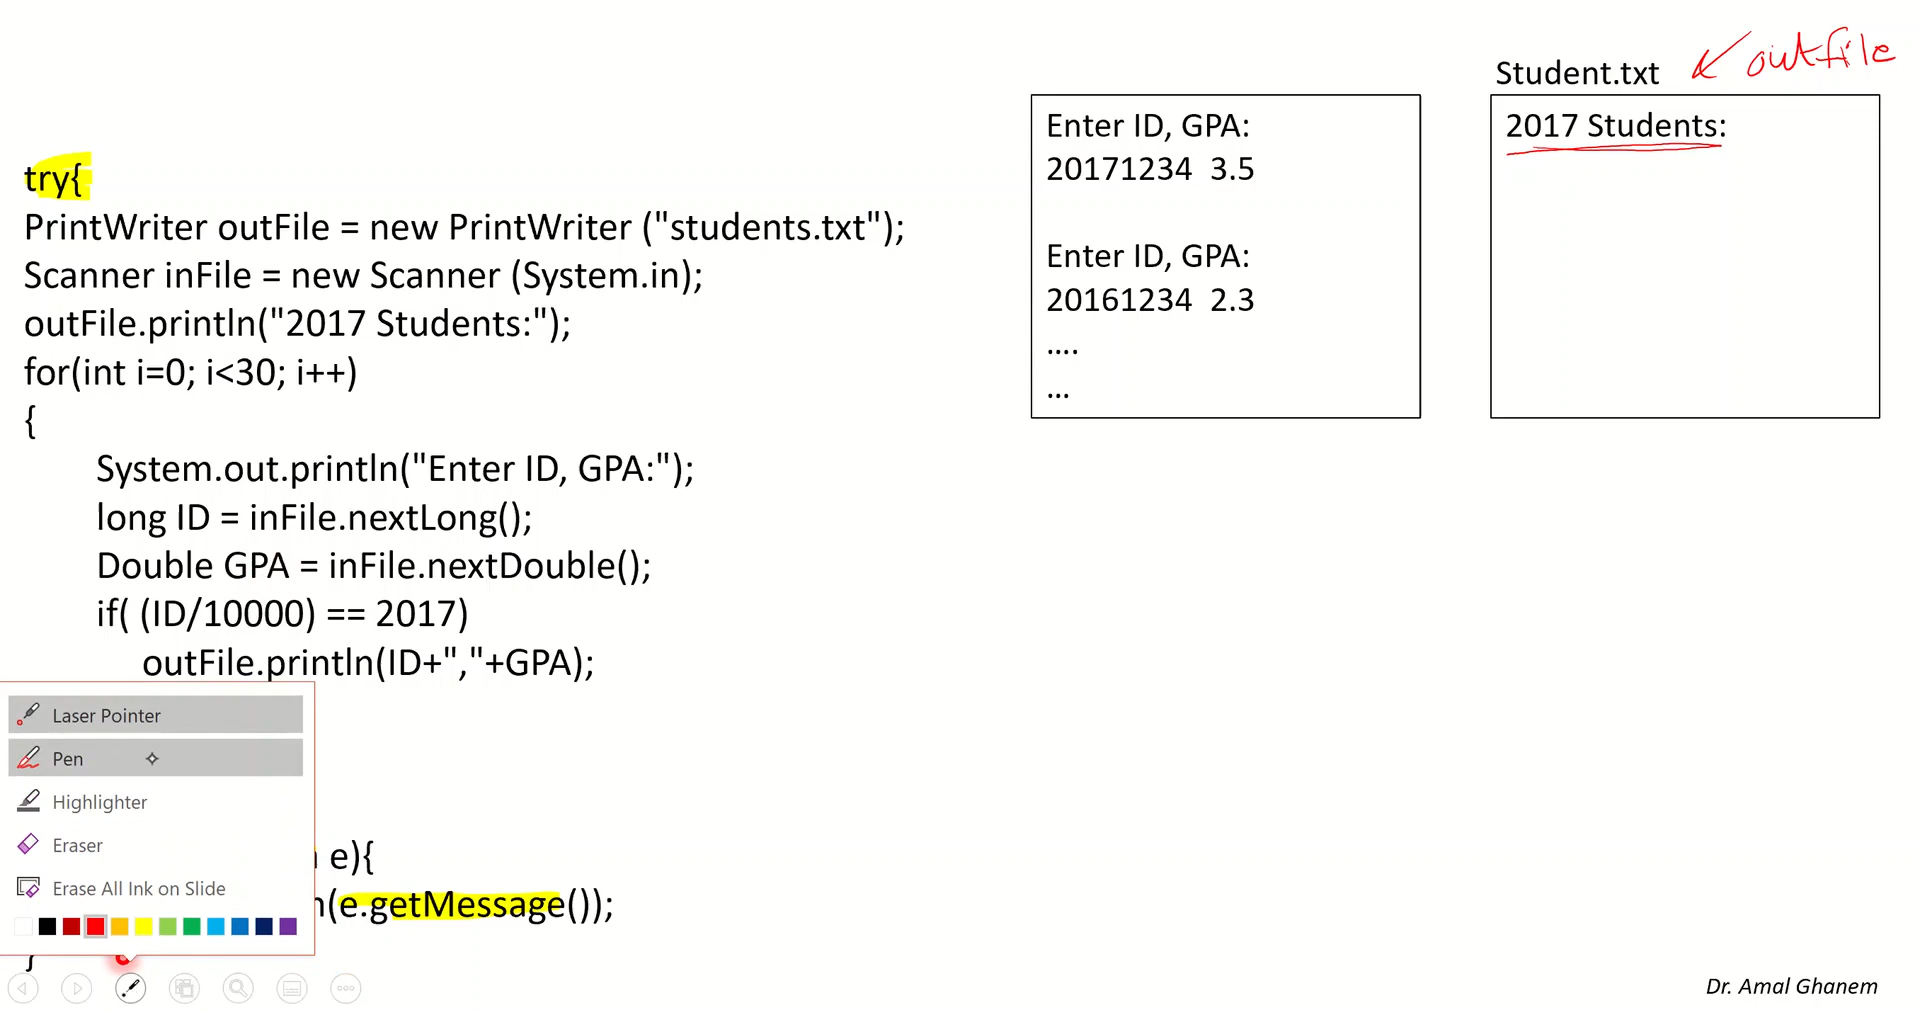 try{
PrintWriter outFile = new PrintWriter ("students.txt");
Scanner inFile = new Scanner (System.in);
outFile.println("2017 Students:");
for(int i=0; i<30; i++)
{
System.out.println("Enter ID, GPA:");
long ID = inFile.nextLong();
Double GPA = inFile.nextDouble();
if( (ID/10000) == 2017)
outFile.println(ID+","+GPA);
e){
(e.getMessage());
}
Laser Pointer
Pen
Highlighter
Eraser
Erase All Ink on Slide
Enter ID, GPA:
20171234 3.5
Enter ID, GPA:
20161234 2.3
....
...
Student.txt
outfile
2017 Students:
Dr. Amal Ghanem